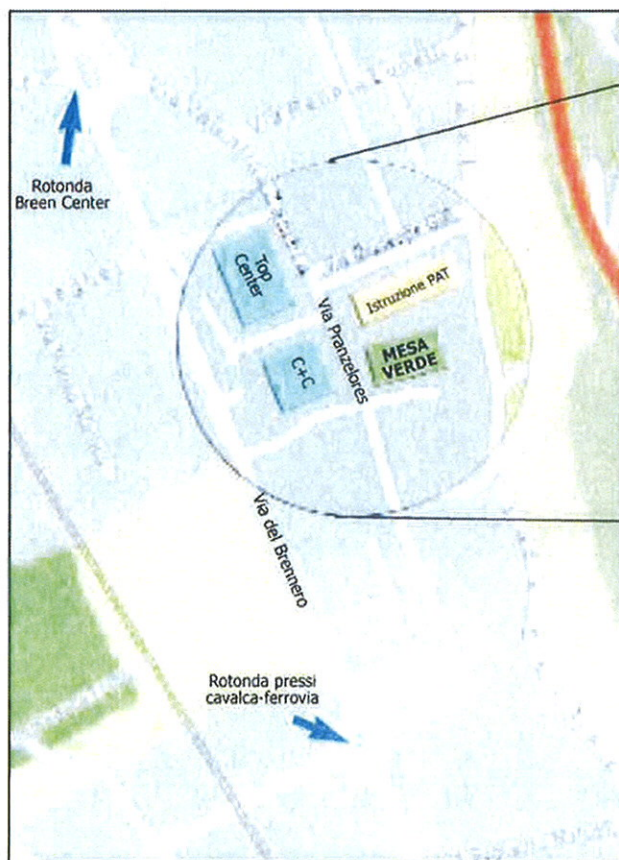 Rotonda
Breen Center
Top
Center
Istruzione PAT
Via Pranzelores
MESA
VERDE
C+C
Via del Brennero
Rotonda pressi
cavalca-ferrovia